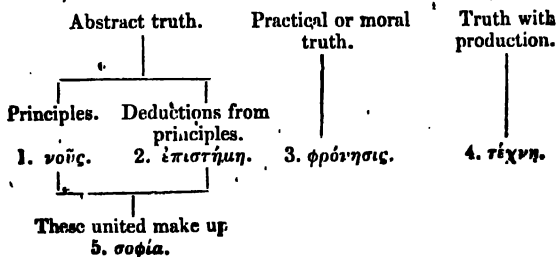 Abstract truth. Practical or moral truth. Truth with production.
Principles. Deductions from principles.
1. νοῦς. 2. ἐπιστήμη. 3. φρόνησις. 4. τέχνη.
These united make up
5. σοφία.